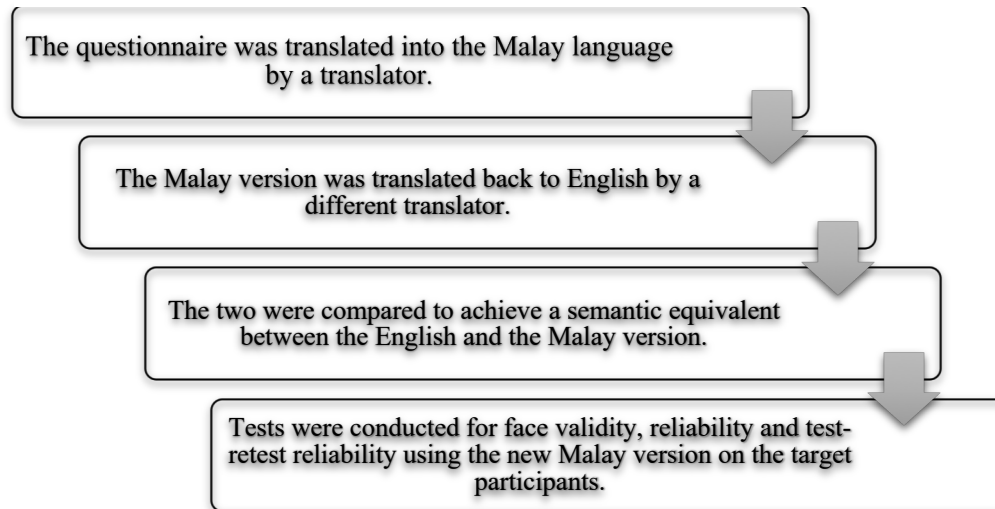 The questionnaire was translated into the Malay language
by a translator.
The Malay version was translated back to English by a
different translator.
The two were compared to achieve a semantic equivalent
between the English and the Malay version.
Tests were conducted for face validity, reliability and test-
retest reliability using the new Malay version on the target
participants.